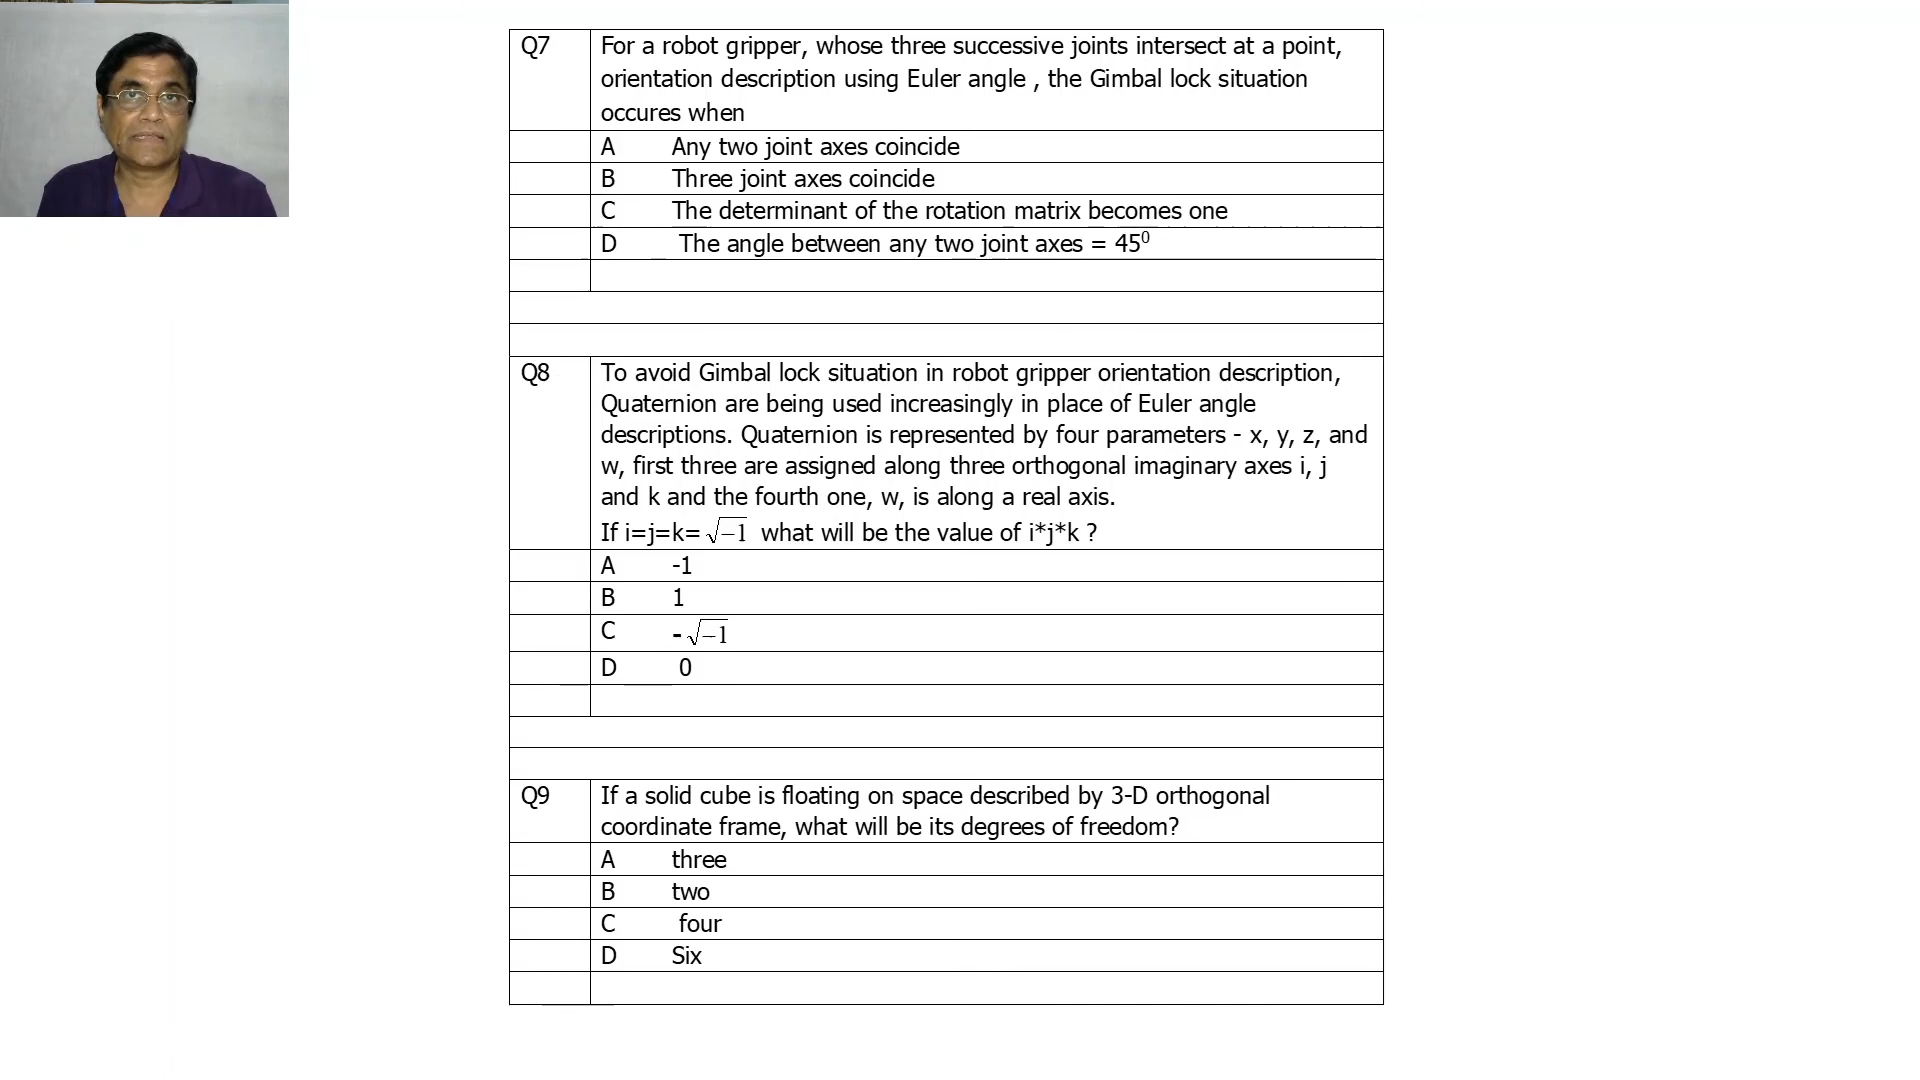 Q7 For a robot gripper, whose three successive joints intersect at a point,
orientation description using Euler angle , the Gimbal lock situation
occures when
A Any two joint axes coincide
B Three joint axes coincide
C The determinant of the rotation matrix becomes one
D The angle between any two joint axes = 45⁰
Q8 To avoid Gimbal lock situation in robot gripper orientation description,
Quaternion are being used increasingly in place of Euler angle
descriptions. Quaternion is represented by four parameters - x, y, z, and
w, first three are assigned along three orthogonal imaginary axes i, j
and k and the fourth one, w, is along a real axis.
If i=j=k= √−1 what will be the value of i*j*k ?
A -1
B 1
C -√−1
D 0
Q9 If a solid cube is floating on space described by 3-D orthogonal
coordinate frame, what will be its degrees of freedom?
A three
B two
C four
D Six